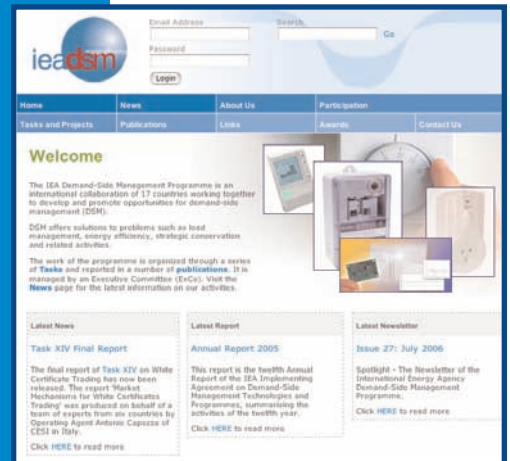 ieadsm
Email Address
Search
Go
Password
Login
Home
News
About Us
Participation
Tasks and Projects
Publications
Links
Awards
Contact Us
Welcome
The IEA Demand-Side Management Programme is an
international collaboration of 17 countries working together
to develop and promote opportunities for demand-side
management (DSM).
DSM offers solutions to problems such as load
management, energy efficiency, strategic conservation
and related activities.
The work of the programme is organized through a series
of Tasks and reported in a number of publications. It is
managed by an Executive Committee (ExCo). Visit the
News page for the latest information on our activities.
Latest News
Task XIV Final Report
The final report of Task XIV on White
Certificate Trading has now been
released. The report 'Market
Mechanisms for White Certificates
Trading' was produced on behalf of a
team of experts from six countries by
Operating Agent Antonio Capozza of
CESI in Italy.
Click HERE to read more
Latest Report
Annual Report 2005
This report is the twelfth Annual
Report of the IEA Implementing
Agreement on Demand-Side
Management Technologies and
Programmes, summarising the
activities of the twelfth year.
Click HERE to read more
Latest Newsletter
Issue 27: July 2006
Spotlight - The Newsletter of the
International Energy Agency
Demand-Side Management
Programme.
Click HERE to read more